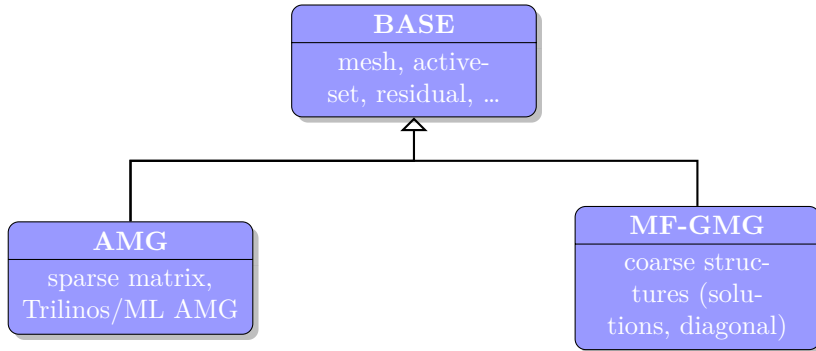 BASE
mesh, active-
set, residual, ...
AMG
sparse matrix,
Trilinos/ML AMG
MF-GMG
coarse struc-
tures (solu-
tions, diagonal)